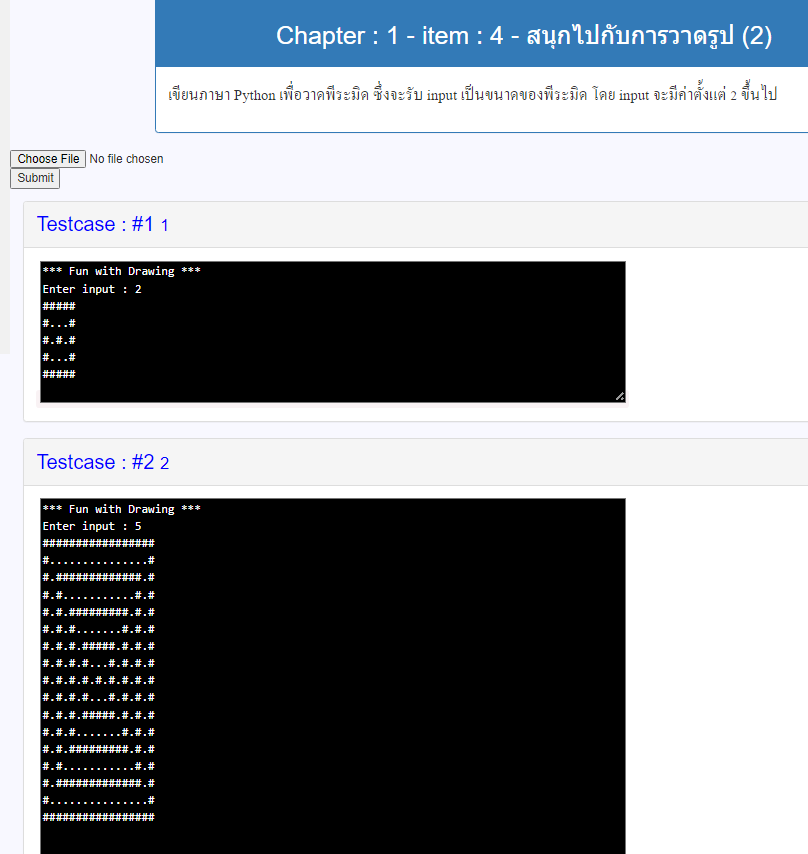 Chapter : 1 - item : 4 - สนุกไปกับการวาดรูป (2)
เขียนภาษา Python เพื่อวาดพีระมิด ซึ่งจะรับ input เป็นขนาดของพีระมิด โดย input จะมีค่าตั้งแต่ 2 ขึ้นไป
Choose File No file chosen
Submit
Testcase : #1 1
*** Fun with Drawing ***
Enter input : 2
#####
#...#
#.#.#
#...#
#####
Testcase : #2 2
*** Fun with Drawing ***
Enter input : 5
#################
#...............#
#.#############.#
#.#...........#.#
#.#.#########.#.#
#.#.#.......#.#.#
#.#.#.#####.#.#.#
#.#.#.#...#.#.#.#
#.#.#.#.#.#.#.#.#
#.#.#.#...#.#.#.#
#.#.#.#####.#.#.#
#.#.#.......#.#.#
#.#.#########.#.#
#.#...........#.#
#.#############.#
#...............#
#################